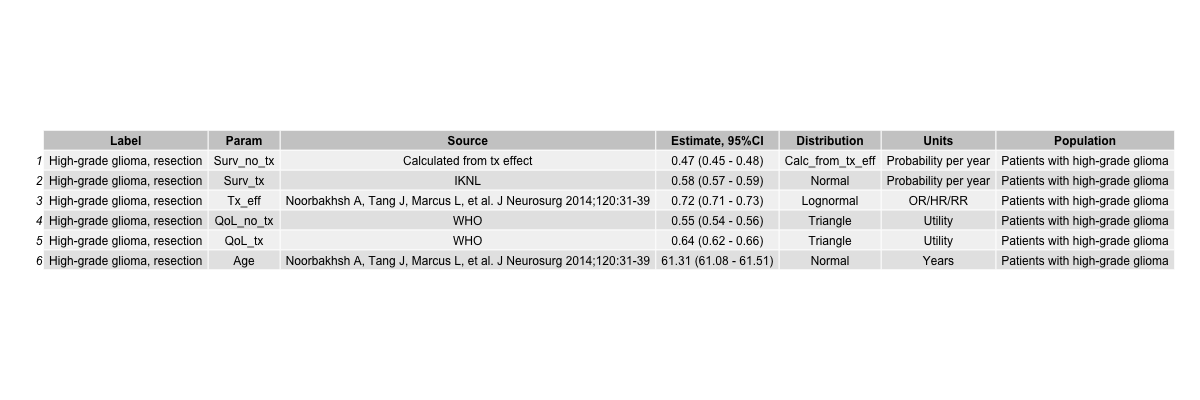 Label Param Source Estimate, 95%CI Distribution Units Population
1 High-grade glioma, resection Surv_no_tx Calculated from tx effect 0.47 (0.45 - 0.48) Calc_from_tx_eff Probability per year Patients with high-grade glioma
2 High-grade glioma, resection Surv_tx IKNL 0.58 (0.57 - 0.59) Normal Probability per year Patients with high-grade glioma
3 High-grade glioma, resection Tx_eff Noorbakhsh A, Tang J, Marcus L, et al. J Neurosurg 2014;120:31-39 0.72 (0.71 - 0.73) Lognormal OR/HR/RR Patients with high-grade glioma
4 High-grade glioma, resection QoL_no_tx WHO 0.55 (0.54 - 0.56) Triangle Utility Patients with high-grade glioma
5 High-grade glioma, resection QoL_tx WHO 0.64 (0.62 - 0.66) Triangle Utility Patients with high-grade glioma
6 High-grade glioma, resection Age Noorbakhsh A, Tang J, Marcus L, et al. J Neurosurg 2014;120:31-39 61.31 (61.08 - 61.51) Normal Years Patients with high-grade glioma